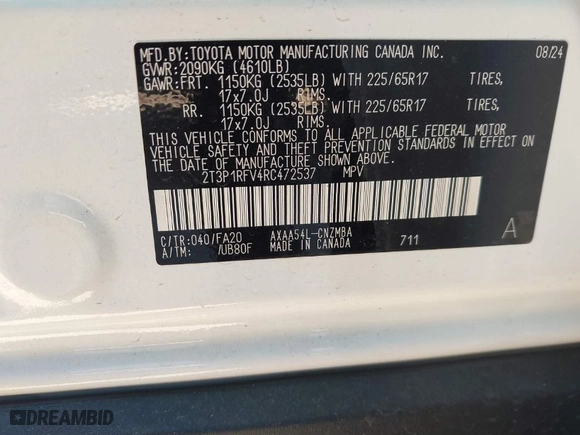 MFD.BY:TOYOTA MOTOR MANUFACTURING CANADA INC. 08/24
GVWR:2090KG (4610LB)
GAWR:FRT. 1150KG (2535LB) WITH 225/65R17 TIRES,
17x7.0J RIMS.
RR. 1150KG (2535LB) WITH 225/65R17 TIRES,
17x7.0J RIMS.
THIS VEHICLE CONFORMS TO ALL APPLICABLE FEDERAL MOTOR
VEHICLE SAFETY AND THEFT PREVENTION STANDARDS IN EFFECT
ON THE DATE OF MANUFACTURE SHOWN ABOVE.
2T3P1RFV4RC472537 MPV
C/TR:040/FA20 AXAA54L-CNZMBA
A/TM: /UB80F MADE IN CANADA 711 A
DREAMBID